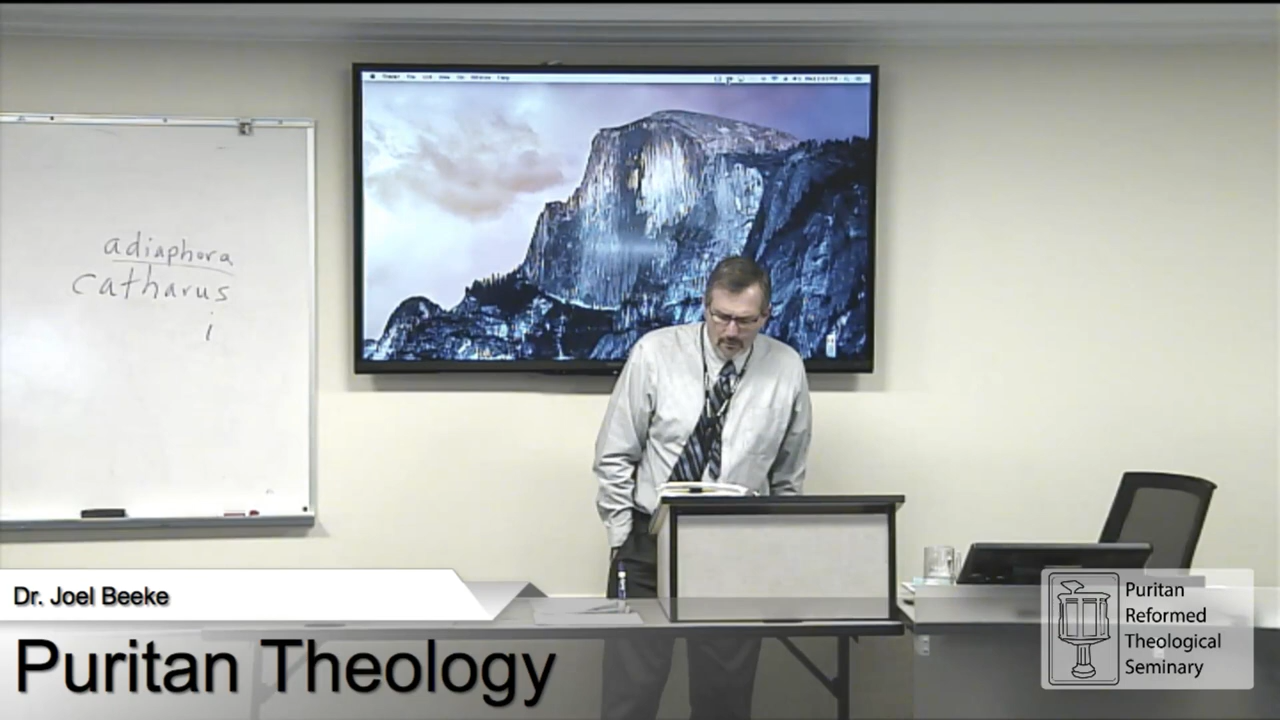 adiaphora
catharus
i
Dr. Joel Beeke
Puritan Theology
Puritan
Reformed
Theological
Seminary